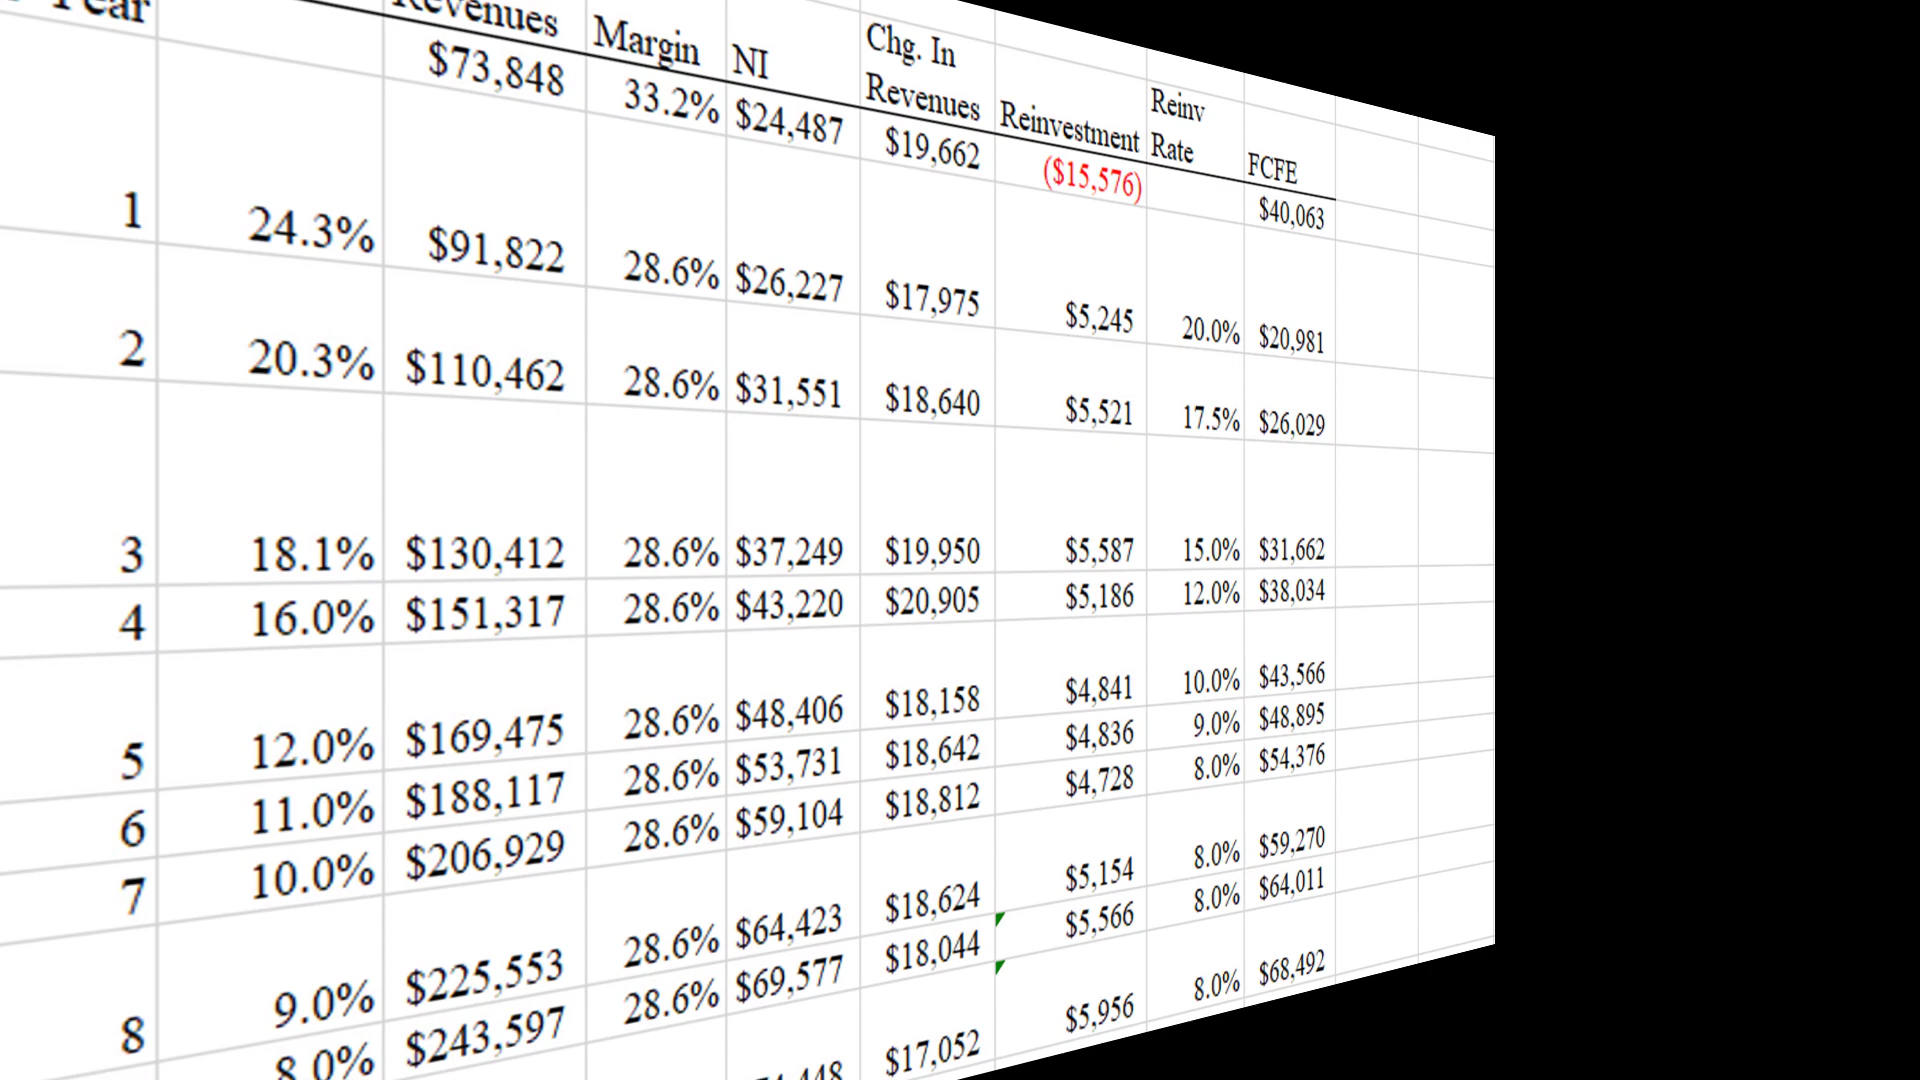 Year Revenues Margin NI Chg. In Revenues Reinvestment Reinv Rate FCFE
$73,848 33.2% $24,487 $19,662 ($15,576) $40,063
1 24.3% $91,822 28.6% $26,227 $17,975 $5,245 20.0% $20,981
2 20.3% $110,462 28.6% $31,551 $18,640 $5,521 17.5% $26,029
3 18.1% $130,412 28.6% $37,249 $19,950 $5,587 15.0% $31,662
4 16.0% $151,317 28.6% $43,220 $20,905 $5,186 12.0% $38,034
5 12.0% $169,475 28.6% $48,406 $18,158 $4,841 10.0% $43,566
6 11.0% $188,117 28.6% $53,731 $18,642 $4,836 9.0% $48,895
7 10.0% $206,929 28.6% $59,104 $18,812 $4,728 8.0% $54,376
8 9.0% $225,553 28.6% $64,423 $18,624 $5,154 8.0% $59,270
8.0% $243,597 28.6% $69,577 $18,044 $5,566 8.0% $64,011
$17,052 $5,956 8.0% $68,492